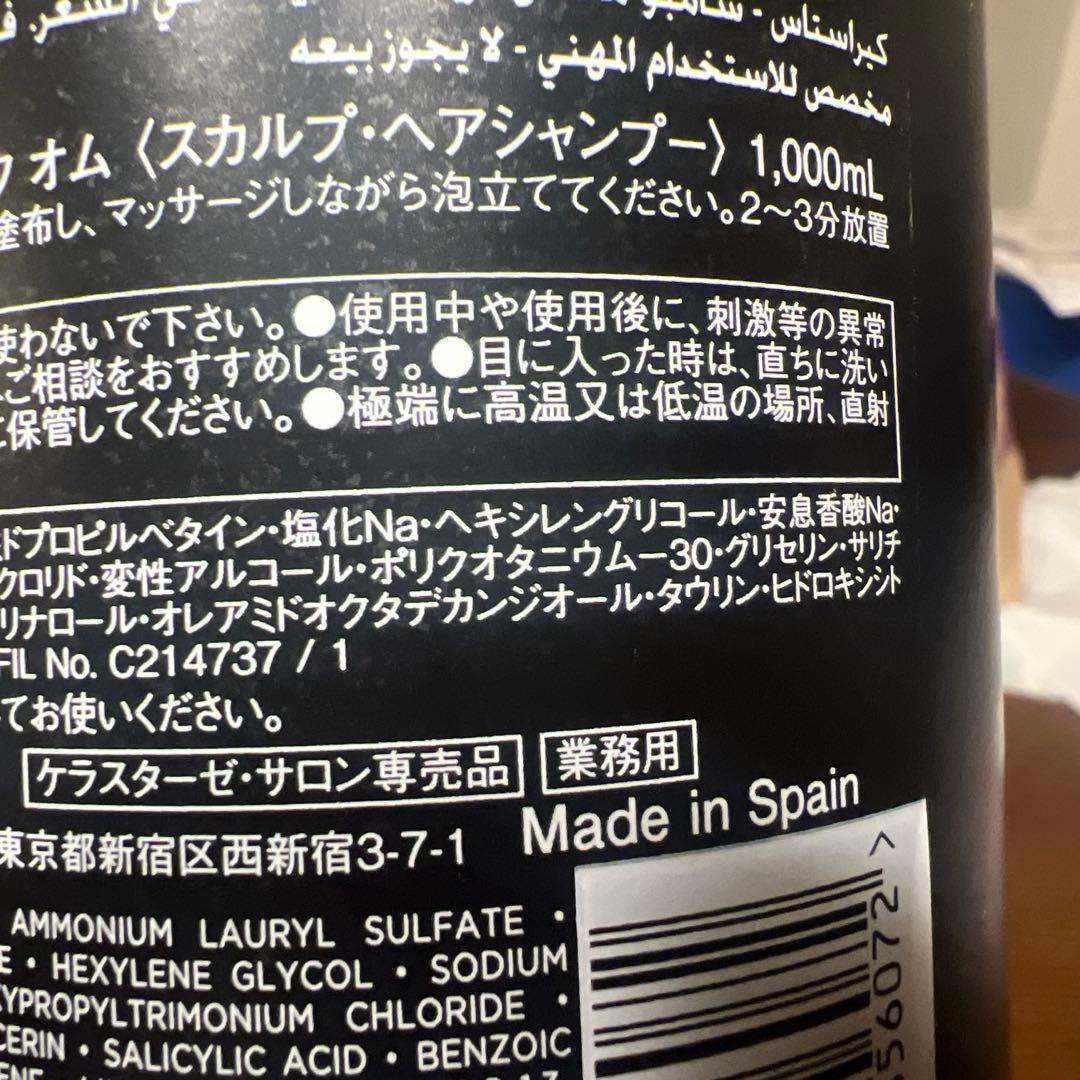 كيراستاس - شامبو
مخصص للاستخدام المهني - لا يجوز بيعه
オム〈スカルプ・ヘアシャンプー〉 1,000mL
塗布し、マッサージしながら泡立ててください。2〜3分放置
使わないで下さい。●使用中や使用後に、刺激等の異常
ご相談をおすすめします。●目に入った時は、直ちに洗い
保管してください。●極端に高温又は低温の場所、直射
ドプロピルベタイン・塩化Na・ヘキシレングリコール・安息香酸Na・
クロリド・変性アルコール・ポリクオタニウムー30・グリセリン・サリチ
リナロール・オレアミドオクタデカンジオール・タウリン・ヒドロキシシト
FIL No. C214737 / 1
てお使いください。
ケラスターゼ・サロン専売品 業務用
東京都新宿区西新宿3-7-1 Made in Spain
AMMONIUM LAURYL SULFATE •
E • HEXYLENE GLYCOL • SODIUM
YPROPYLTRIMONIUM CHLORIDE •
CERIN • SALICYLIC ACID • BENZOIC
56072 >